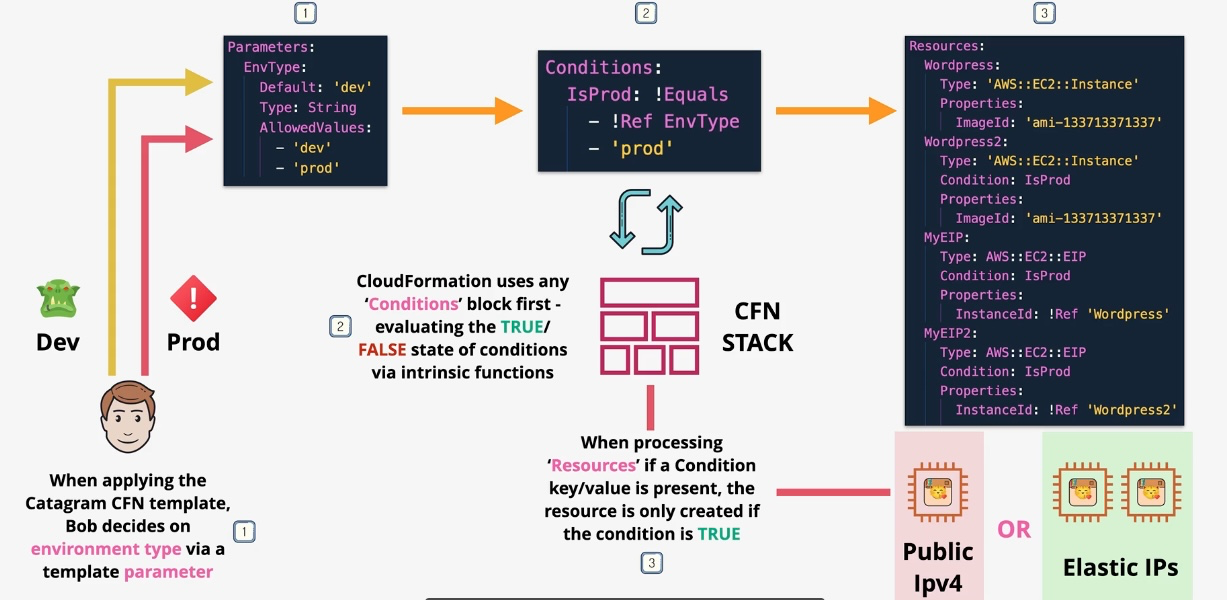 1
Parameters:
EnvType:
Default: 'dev'
Type: String
AllowedValues:
- 'dev'
- 'prod'
2
Conditions:
IsProd: !Equals
- !Ref EnvType
- 'prod'
3
Resources:
Wordpress:
Type: 'AWS::EC2::Instance'
Properties:
ImageId: 'ami-133713371337'
Wordpress2:
Type: 'AWS::EC2::Instance'
Condition: IsProd
Properties:
ImageId: 'ami-133713371337'
MyEIP:
Type: AWS::EC2::EIP
Condition: IsProd
Properties:
InstanceId: !Ref 'Wordpress'
MyEIP2:
Type: AWS::EC2::EIP
Condition: IsProd
Properties:
InstanceId: !Ref 'Wordpress2'
Dev
Prod
When applying the
Catagram CFN template,
Bob decides on
environment type via a
template parameter
1
2
CloudFormation uses any
‘Conditions’ block first -
evaluating the TRUE/
FALSE state of conditions
via intrinsic functions
CFN
STACK
When processing
‘Resources’ if a Condition
key/value is present, the
resource is only created if
the condition is TRUE
3
Public
Ipv4
OR
Elastic IPs